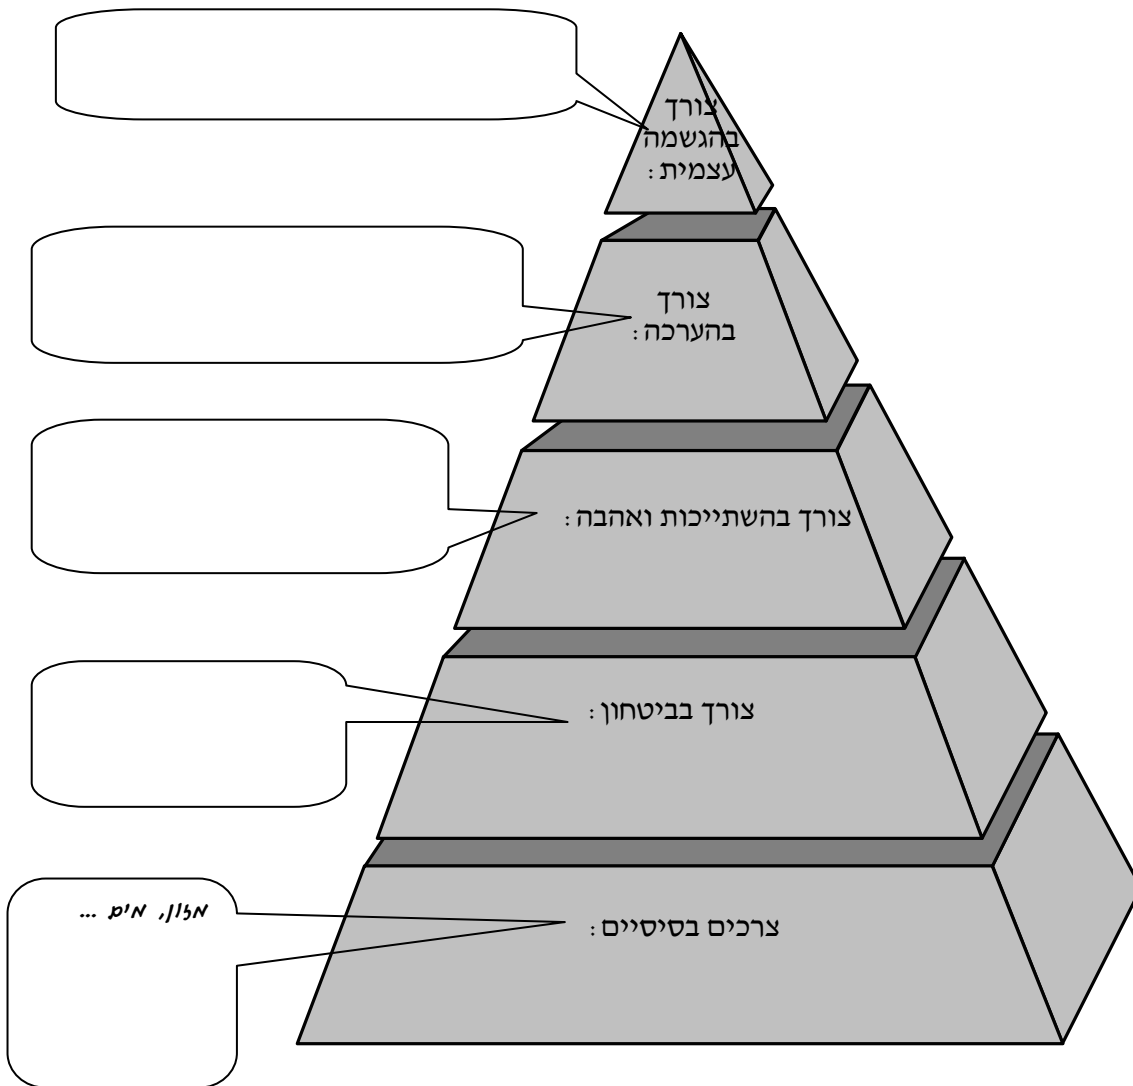 צורך
בהגשמה
עצמית:
צורך
בהערכה:
צורך בהשתייכות ואהבה:
צורך בביטחון:
מזון, מים ...
צרכים בסיסיים: